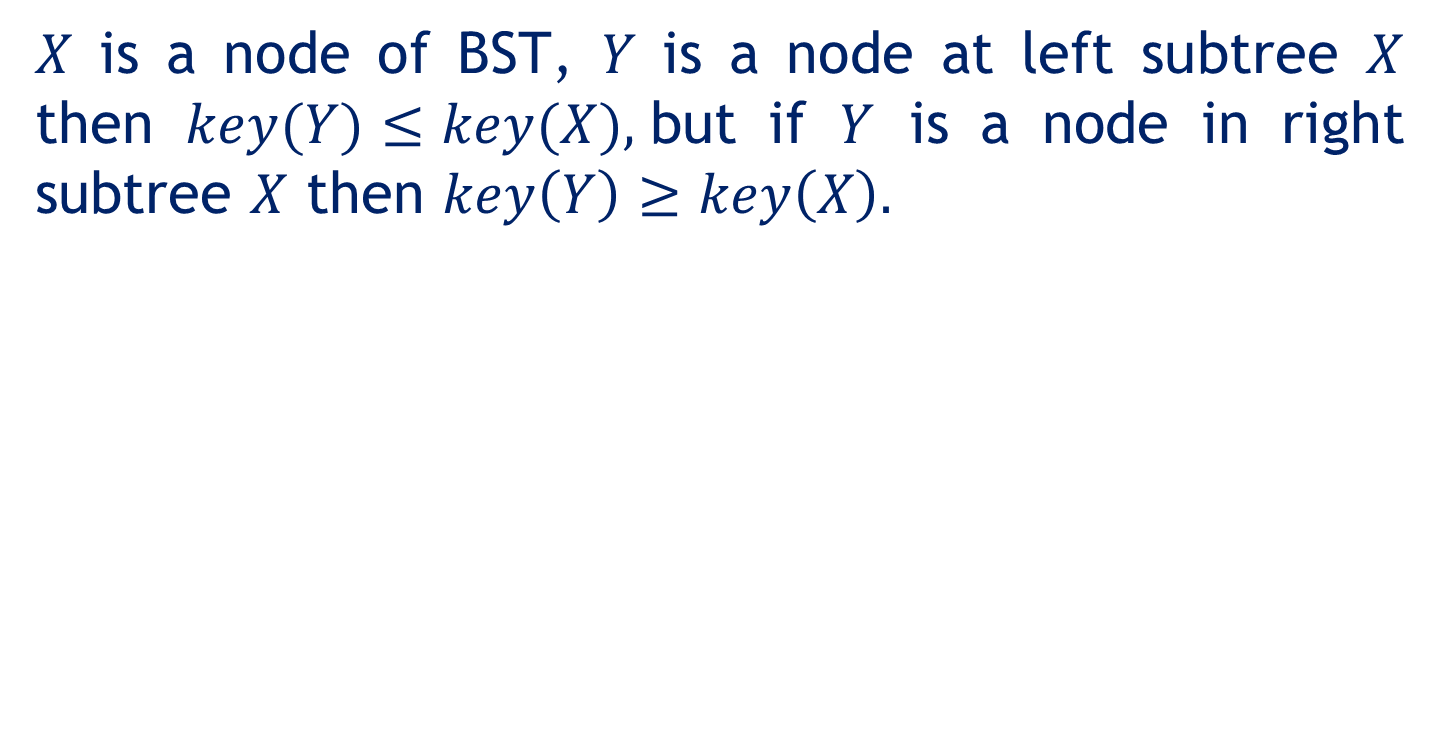 X is a node of BST, Y is a node at left subtree X
then key(Y) ≤ key(X), but if Y is a node in right
subtree X then key(Y) ≥ key(X).